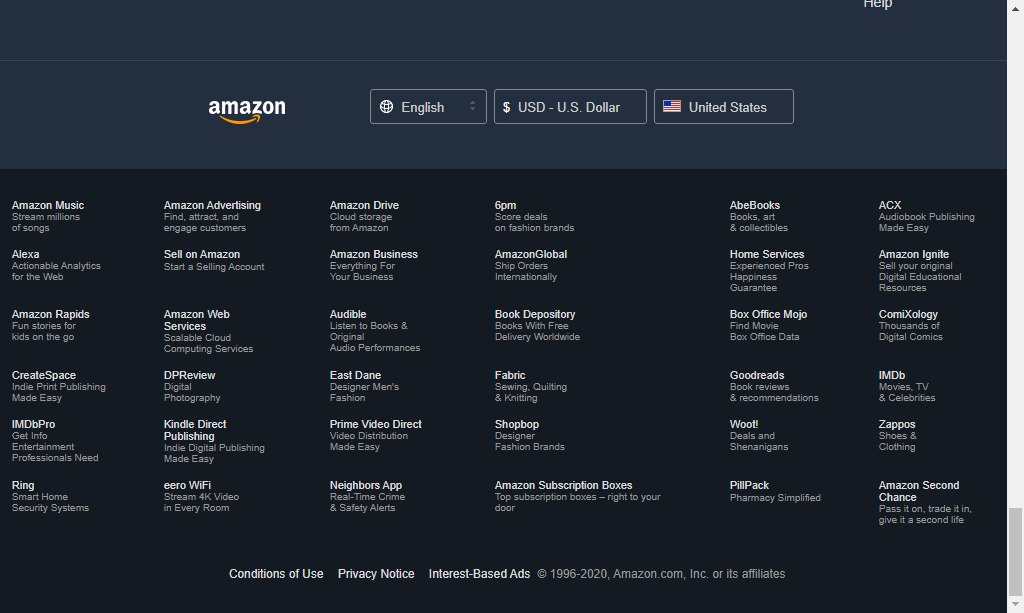 Help
amazon
English
$ USD - U.S. Dollar
United States
Amazon Music
Stream millions
of songs
Amazon Advertising
Find, attract, and
engage customers
Amazon Drive
Cloud storage
from Amazon
6pm
Score deals
on fashion brands
AbeBooks
Books, art
& collectibles
ACX
Audiobook Publishing
Made Easy
Alexa
Actionable Analytics
for the Web
Sell on Amazon
Start a Selling Account
Amazon Business
Everything For
Your Business
AmazonGlobal
Ship Orders
Internationally
Home Services
Experienced Pros
Happiness
Guarantee
Amazon Ignite
Sell your original
Digital Educational
Resources
Amazon Rapids
Fun stories for
kids on the go
Amazon Web
Services
Scalable Cloud
Computing Services
Audible
Listen to Books &
Original
Audio Performances
Book Depository
Books With Free
Delivery Worldwide
Box Office Mojo
Find Movie
Box Office Data
ComiXology
Thousands of
Digital Comics
CreateSpace
Indie Print Publishing
Made Easy
DPReview
Digital
Photography
East Dane
Designer Men's
Fashion
Fabric
Sewing, Quilting
& Knitting
Goodreads
Book reviews
& recommendations
IMDb
Movies, TV
& Celebrities
IMDbPro
Get Info
Entertainment
Professionals Need
Kindle Direct
Publishing
Indie Digital Publishing
Made Easy
Prime Video Direct
Video Distribution
Made Easy
Shopbop
Designer
Fashion Brands
Woot!
Deals and
Shenanigans
Zappos
Shoes &
Clothing
Ring
Smart Home
Security Systems
eero WiFi
Stream 4K Video
in Every Room
Neighbors App
Real-Time Crime
& Safety Alerts
Amazon Subscription Boxes
Top subscription boxes – right to your
door
PillPack
Pharmacy Simplified
Amazon Second
Chance
Pass it on, trade it in,
give it a second life
Conditions of Use Privacy Notice Interest-Based Ads © 1996-2020, Amazon.com, Inc. or its affiliates